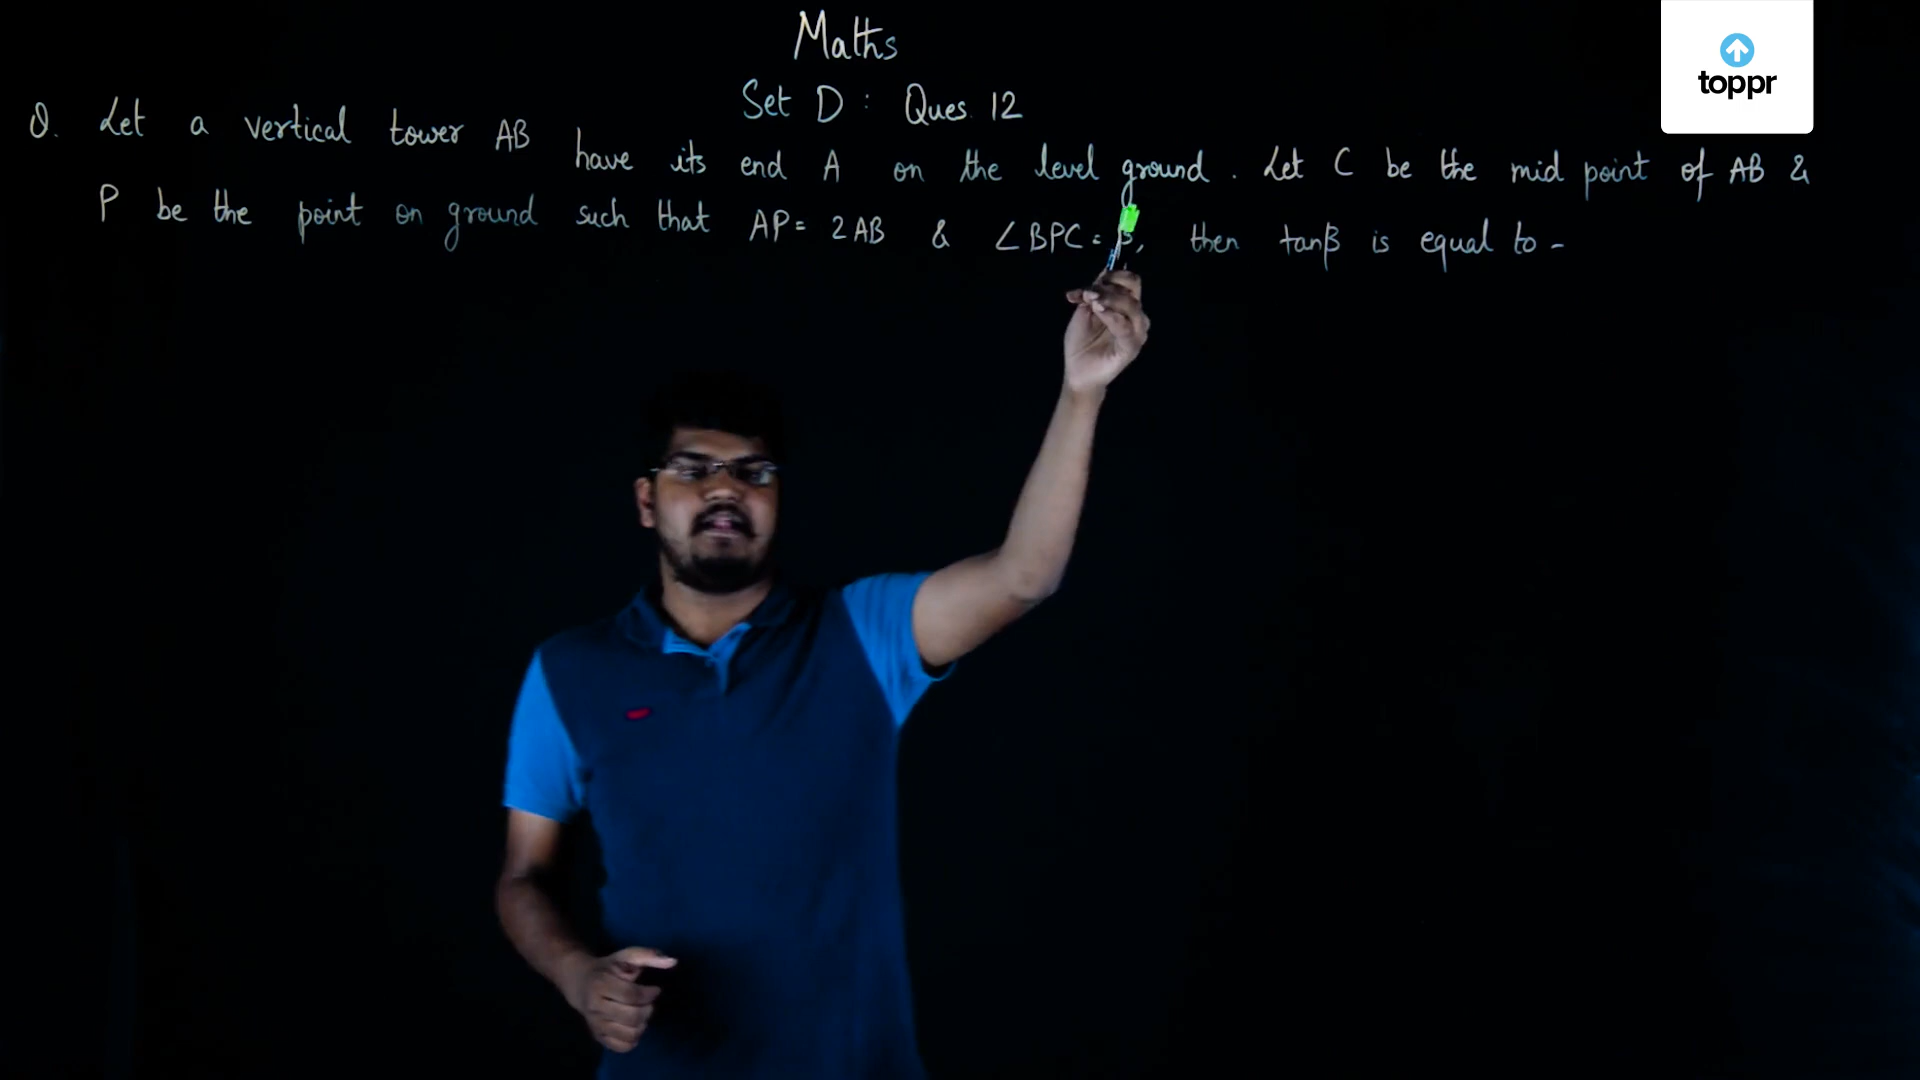 Maths
toppr
Set D : Ques. 12
Q. Let a vertical tower AB have its end A on the level ground. Let C be the mid point of AB &
P be the point on ground such that AP = 2AB & ∠BPC = β, then tanβ is equal to -